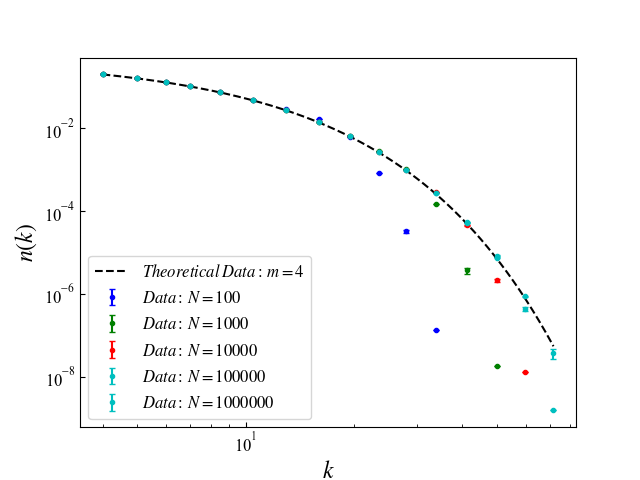 10⁻²
10⁻⁴
10⁻⁶
10⁻⁸
n(k)
Theoretical Data : m = 4
Data : N = 100
Data : N = 1000
Data : N = 10000
Data : N = 100000
Data : N = 1000000
10¹
k